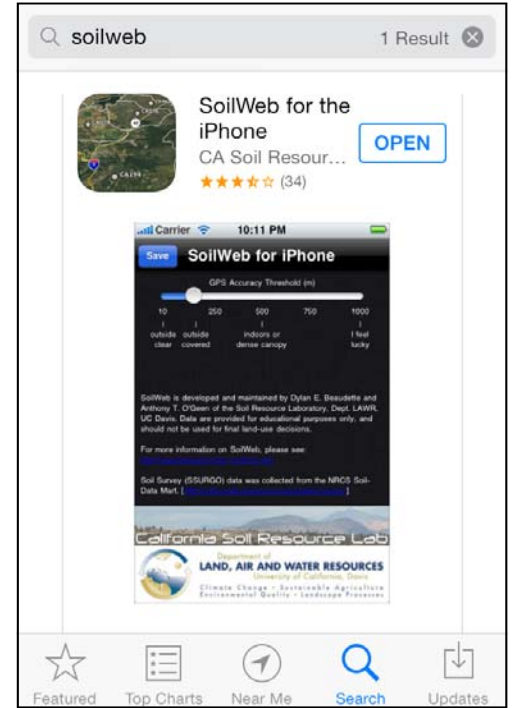 soilweb
1 Result
SoilWeb for the
iPhone
CA Soil Resour...
OPEN
(34)
Carrier
10:11 PM
Save
SoilWeb for iPhone
GPS Accuracy Threshold (m)
10 250 500 750 1000
outside clear
outside covered
indoors or dense canopy
I feel lucky
SoilWeb is developed and maintained by Dylan E. Beaudette and
Anthony T. O'Geen of the Soil Resource Laboratory, Dept. LAWR,
UC Davis. Data are provided for educational purposes only, and
should not be used for final land-use decisions.
For more information on SoilWeb, please see:
Soil Survey (SSURGO) data was collected from the NRCS Soil-
Data Mart. [
]
California Soil Resource Lab
Department of
LAND, AIR AND WATER RESOURCES
University of California, Davis
Climate Change - Sustainable Agriculture
Environmental Quality - Landscape Processes
Featured
Top Charts
Near Me
Search
Updates